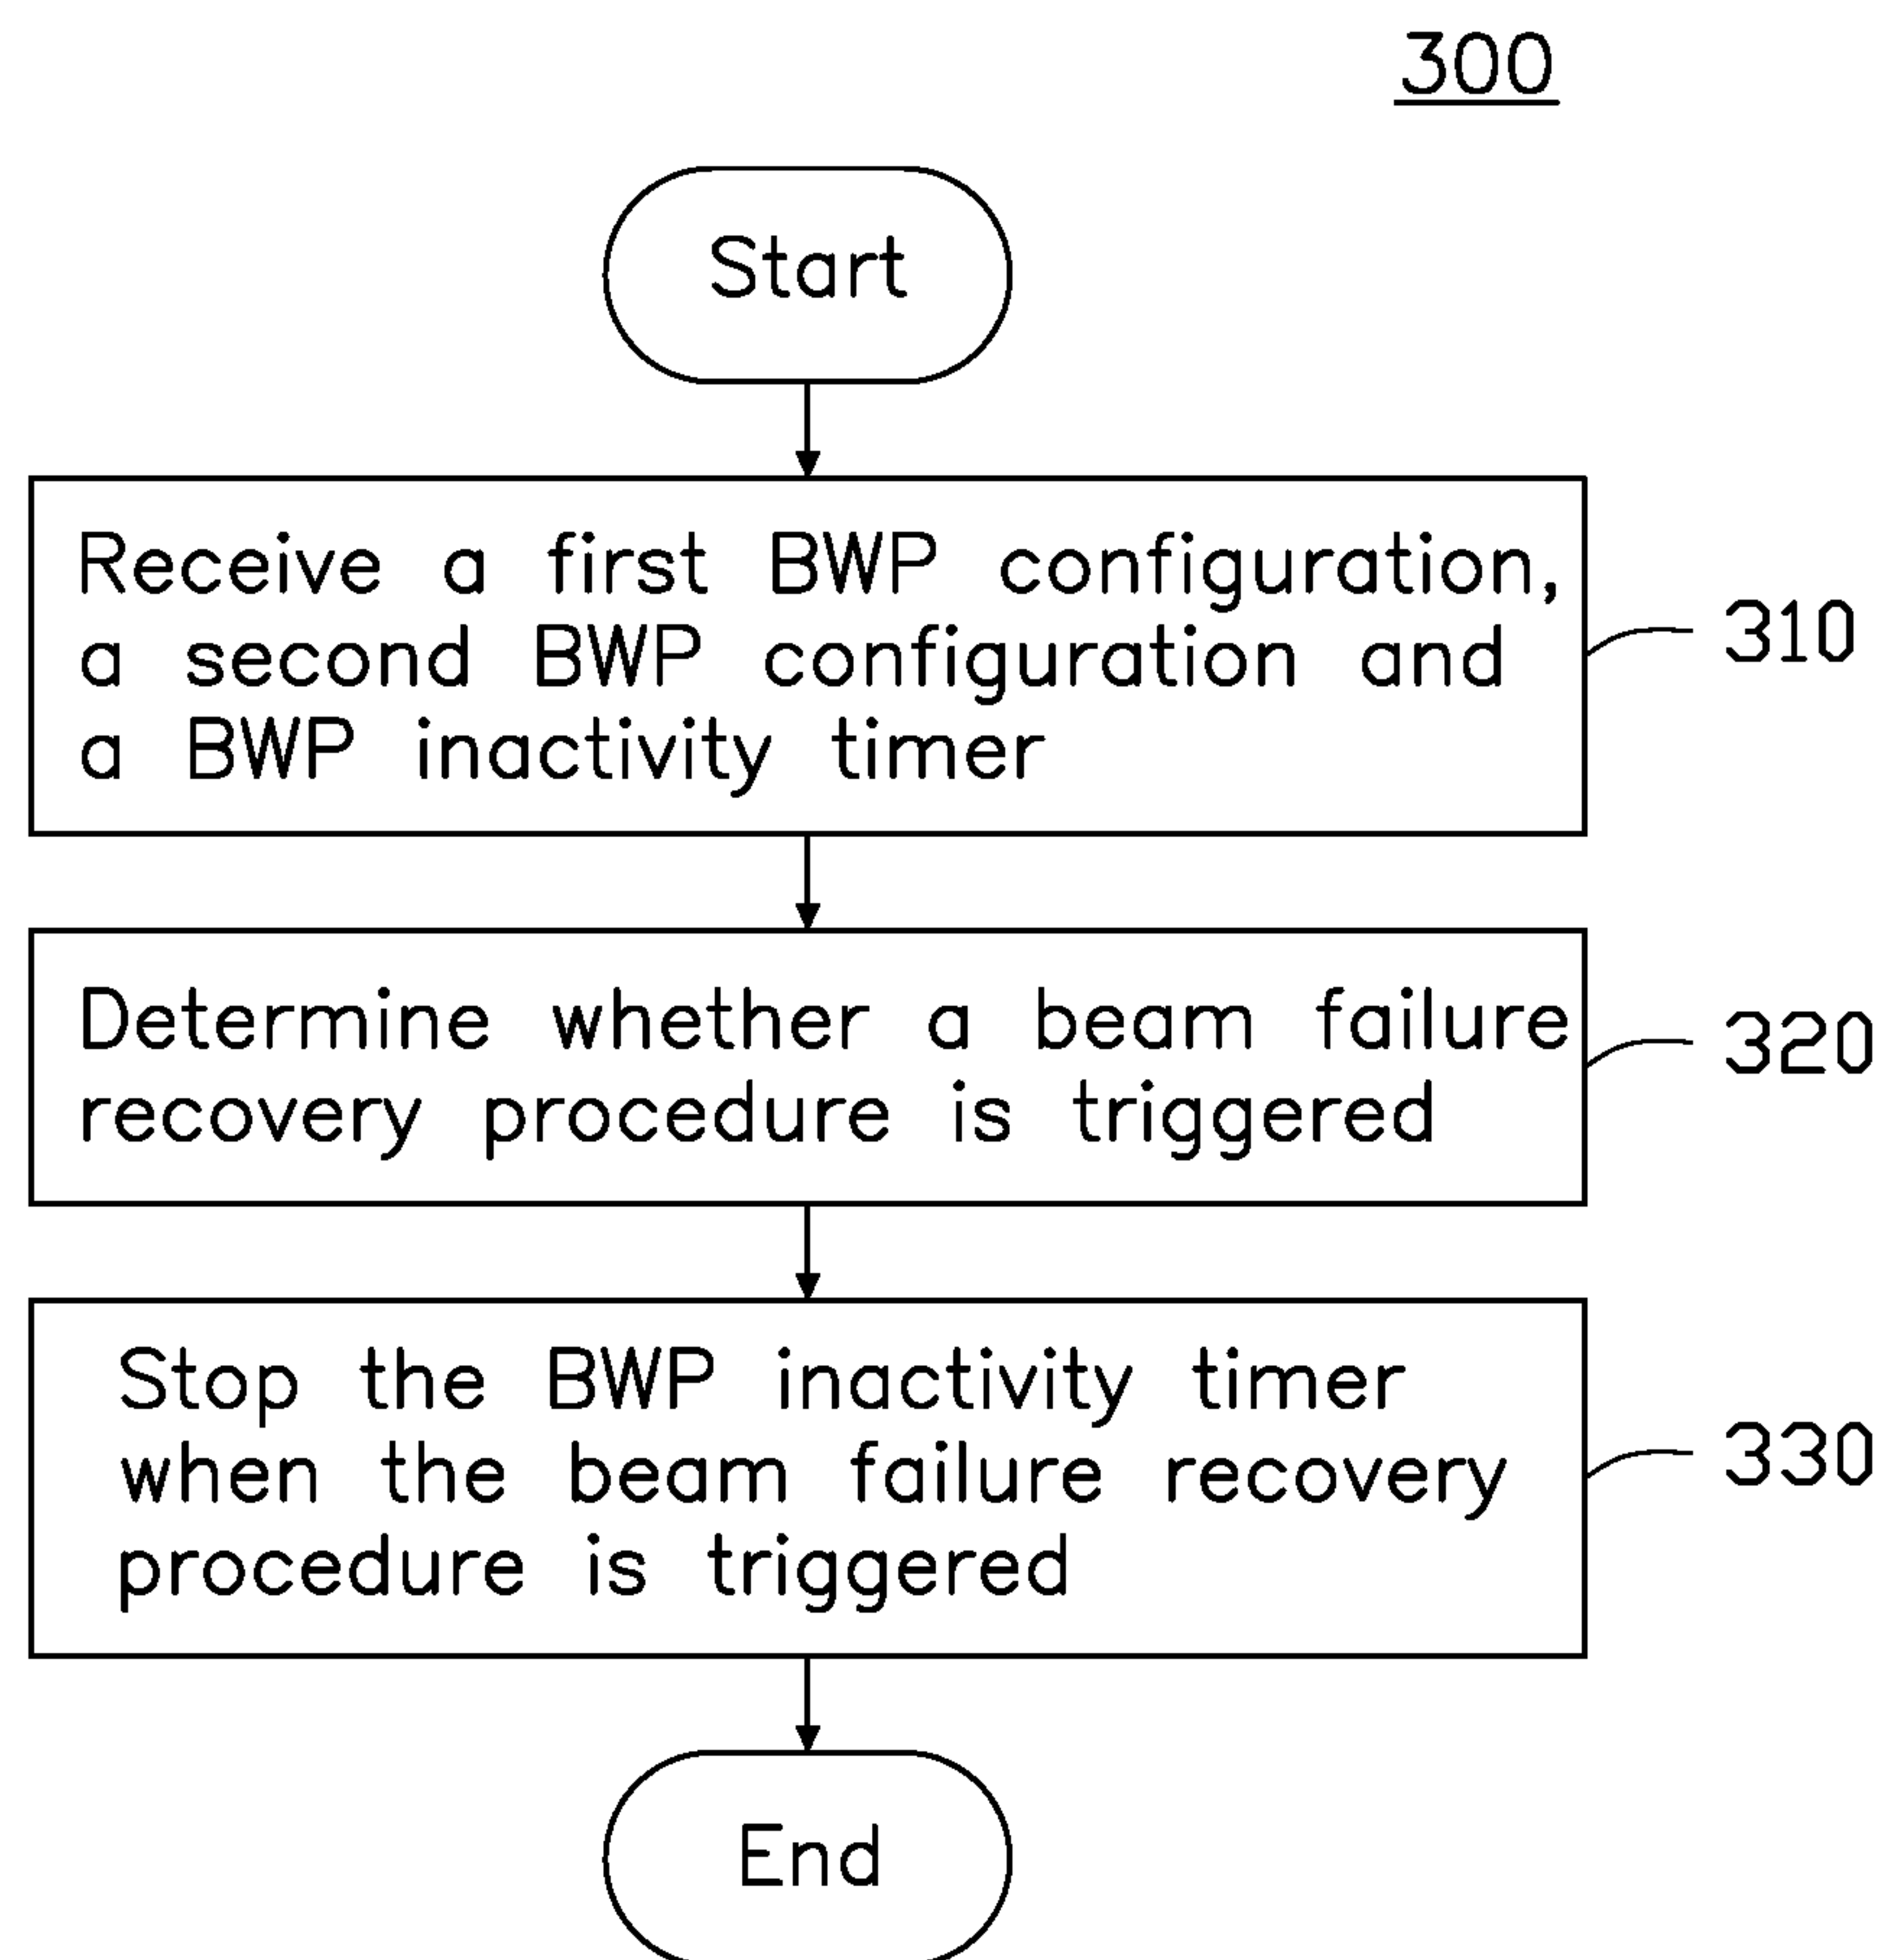 300
Start
Receive a first BWP configuration,
a second BWP configuration and
a BWP inactivity timer
310
Determine whether a beam failure
recovery procedure is triggered
320
Stop the BWP inactivity timer
when the beam failure recovery
procedure is triggered
330
End